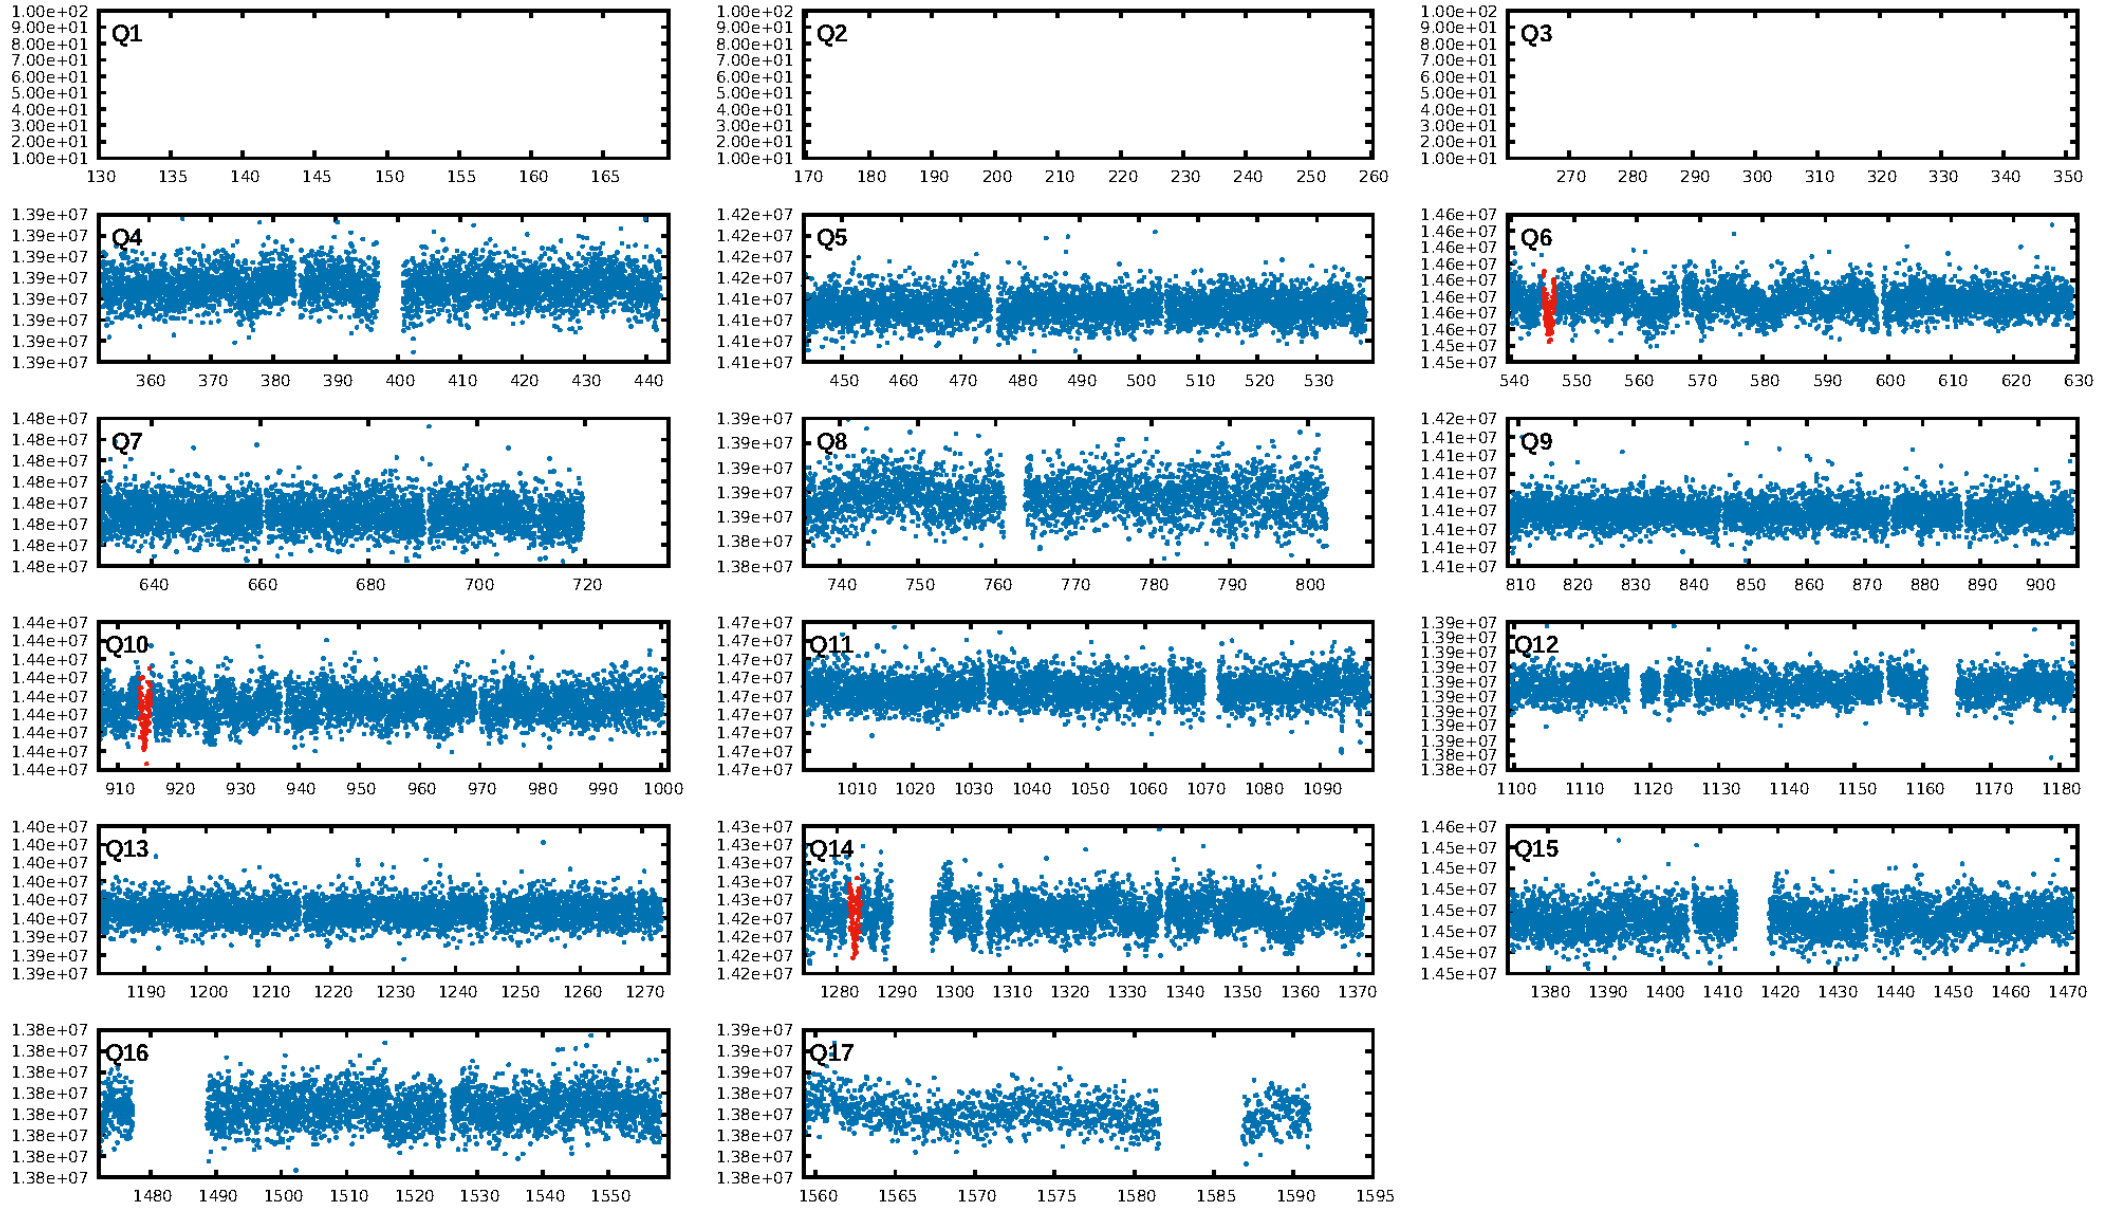 1.00e+02
9.00e+01
8.00e+01
7.00e+01
6.00e+01
5.00e+01
4.00e+01
3.00e+01
2.00e+01
1.00e+01
Q1
130 135 140 145 150 155 160 165
1.00e+02
9.00e+01
8.00e+01
7.00e+01
6.00e+01
5.00e+01
4.00e+01
3.00e+01
2.00e+01
1.00e+01
Q2
170 180 190 200 210 220 230 240 250 260
1.00e+02
9.00e+01
8.00e+01
7.00e+01
6.00e+01
5.00e+01
4.00e+01
3.00e+01
2.00e+01
1.00e+01
Q3
270 280 290 300 310 320 330 340 350
1.39e+07
1.39e+07
1.39e+07
1.39e+07
1.39e+07
1.39e+07
1.39e+07
1.39e+07
Q4
360 370 380 390 400 410 420 430 440
1.42e+07
1.42e+07
1.42e+07
1.42e+07
1.41e+07
1.41e+07
1.41e+07
1.41e+07
Q5
450 460 470 480 490 500 510 520 530
1.46e+07
1.46e+07
1.46e+07
1.46e+07
1.46e+07
1.46e+07
1.46e+07
1.46e+07
1.45e+07
1.45e+07
Q6
540 550 560 570 580 590 600 610 620 630
1.48e+07
1.48e+07
1.48e+07
1.48e+07
1.48e+07
1.48e+07
1.48e+07
1.48e+07
Q7
640 660 680 700 720
1.39e+07
1.39e+07
1.39e+07
1.39e+07
1.39e+07
1.38e+07
1.38e+07
Q8
740 750 760 770 780 790 800
1.42e+07
1.41e+07
1.41e+07
1.41e+07
1.41e+07
1.41e+07
1.41e+07
1.41e+07
1.41e+07
Q9
810 820 830 840 850 860 870 880 890 900
1.44e+07
1.44e+07
1.44e+07
1.44e+07
1.44e+07
1.44e+07
1.44e+07
1.44e+07
1.44e+07
Q10
910 920 930 940 950 960 970 980 990 1000
1.47e+07
1.47e+07
1.47e+07
1.47e+07
1.47e+07
1.47e+07
1.47e+07
1.47e+07
1.47e+07
Q11
1010 1020 1030 1040 1050 1060 1070 1080 1090
1.39e+07
1.39e+07
1.39e+07
1.39e+07
1.39e+07
1.39e+07
1.39e+07
1.39e+07
1.39e+07
1.38e+07
1.38e+07
Q12
1100 1110 1120 1130 1140 1150 1160 1170 1180
1.40e+07
1.40e+07
1.40e+07
1.40e+07
1.40e+07
1.40e+07
1.39e+07
1.39e+07
1.39e+07
Q13
1190 1200 1210 1220 1230 1240 1250 1260 1270
1.43e+07
1.43e+07
1.43e+07
1.43e+07
1.43e+07
1.42e+07
1.42e+07
1.42e+07
1.42e+07
Q14
1280 1290 1300 1310 1320 1330 1340 1350 1360 1370
1.46e+07
1.45e+07
1.45e+07
1.45e+07
1.45e+07
1.45e+07
1.45e+07
1.45e+07
Q15
1380 1390 1400 1410 1420 1430 1440 1450 1460 1470
1.38e+07
1.38e+07
1.38e+07
1.38e+07
1.38e+07
1.38e+07
1.38e+07
1.38e+07
Q16
1480 1490 1500 1510 1520 1530 1540 1550
1.39e+07
1.39e+07
1.38e+07
1.38e+07
1.38e+07
1.38e+07
1.38e+07
1.38e+07
Q17
1560 1565 1570 1575 1580 1585 1590 1595